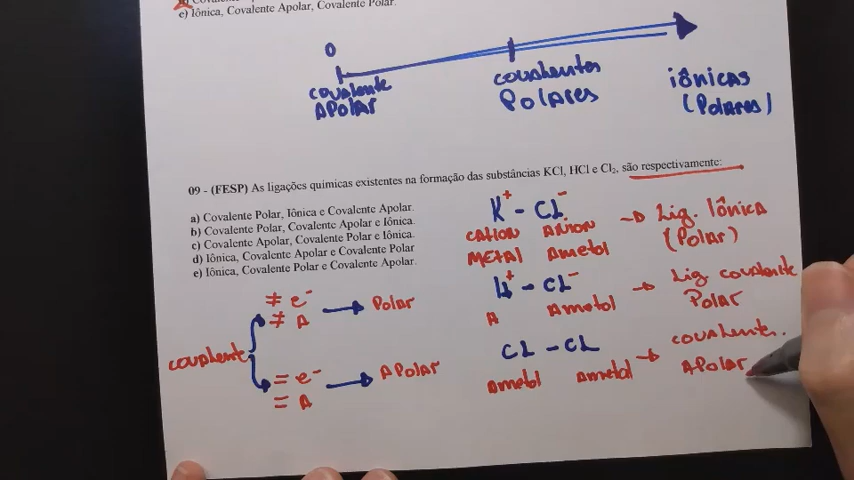 c) Iônica, Covalente Apolar, Covalente Polar.
0
covalente
APOLAR
covalentes
POLARES
iônicas
(POLARES)
09 - (FESP) As ligações químicas existentes na formação das substâncias KCl, HCl e Cl₂, são respectivamente:
a) Covalente Polar, Iônica e Covalente Apolar.
b) Covalente Polar, Covalente Apolar e Iônica.
c) Covalente Apolar, Covalente Polar e Iônica.
d) Iônica, Covalente Apolar e Covalente Polar
e) Iônica, Covalente Polar e Covalente Apolar.
K⁺ - CL⁻ → Lig. Iônica
CATION ANION (Polar)
METAL Ametal
H⁺ - CL⁻ → Lig covalente
A Ametal Polar
CL - CL → covalente.
Ametal Ametal APolar
covalente
≠ e⁻ → Polar
≠ A
= e⁻ → APOLAR
= A